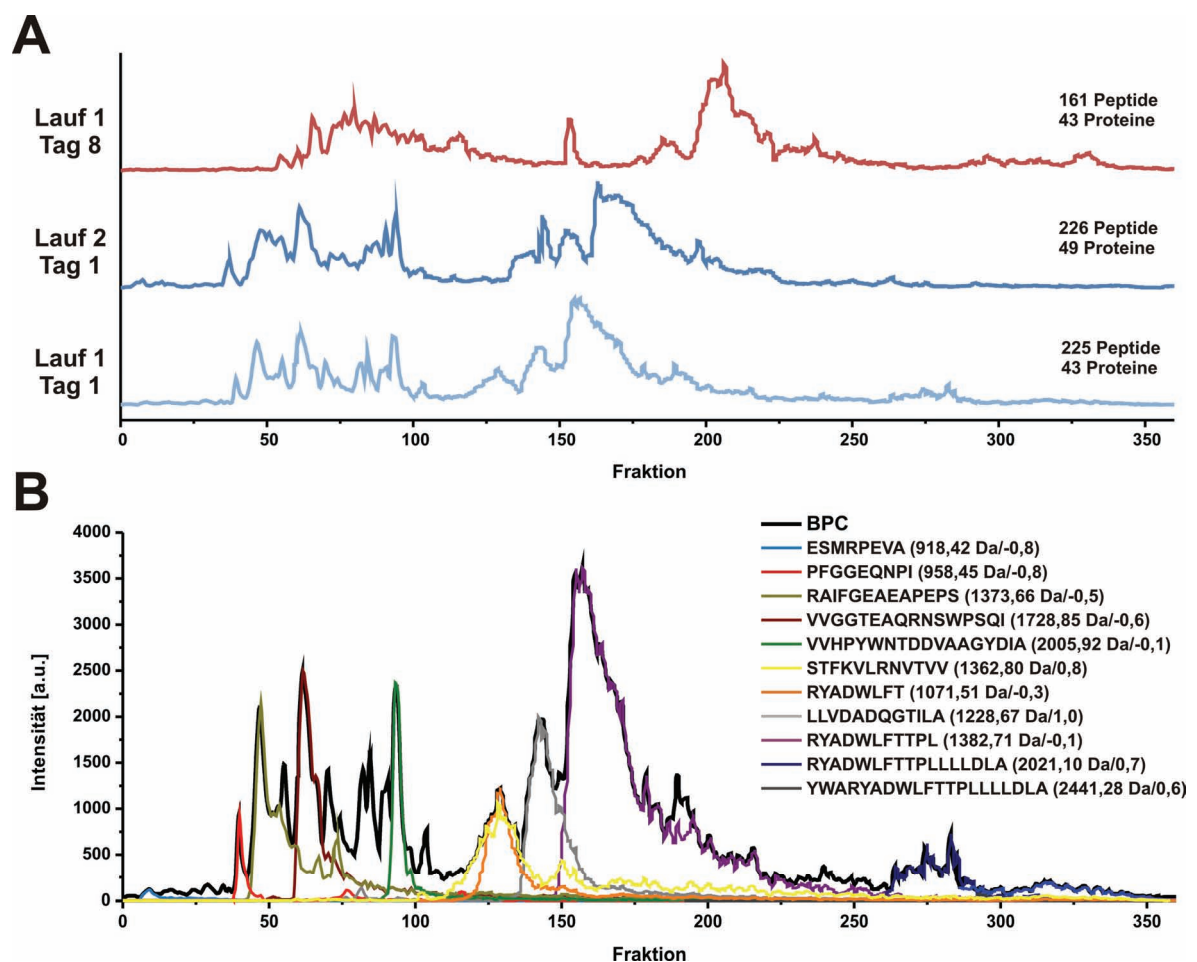 A
Lauf 1
Tag 8
161 Peptide
43 Proteine
Lauf 2
Tag 1
226 Peptide
49 Proteine
Lauf 1
Tag 1
225 Peptide
43 Proteine
0 50 100 150 200 250 300 350
Fraktion
B
Intensität [a.u.]
4000
3500
3000
2500
2000
1500
1000
500
0
BPC
ESMRPEVA (918,42 Da/-0,8)
PFGGEQNPI (958,45 Da/-0,8)
RAIFGEAEAPEPS (1373,66 Da/-0,5)
VVGGTEAQRNSWPSQI (1728,85 Da/-0,6)
VVHPYWNTDDVAAGYDIA (2005,92 Da/-0,1)
STFKVLRNVTVV (1362,80 Da/0,8)
RYADWLFT (1071,51 Da/-0,3)
LLVDADQGTILA (1228,67 Da/1,0)
RYADWLFTTPL (1382,71 Da/-0,1)
RYADWLFTTPLLLLDLA (2021,10 Da/0,7)
YWARYADWLFTTPLLLLDLA (2441,28 Da/0,6)
0 50 100 150 200 250 300 350
Fraktion